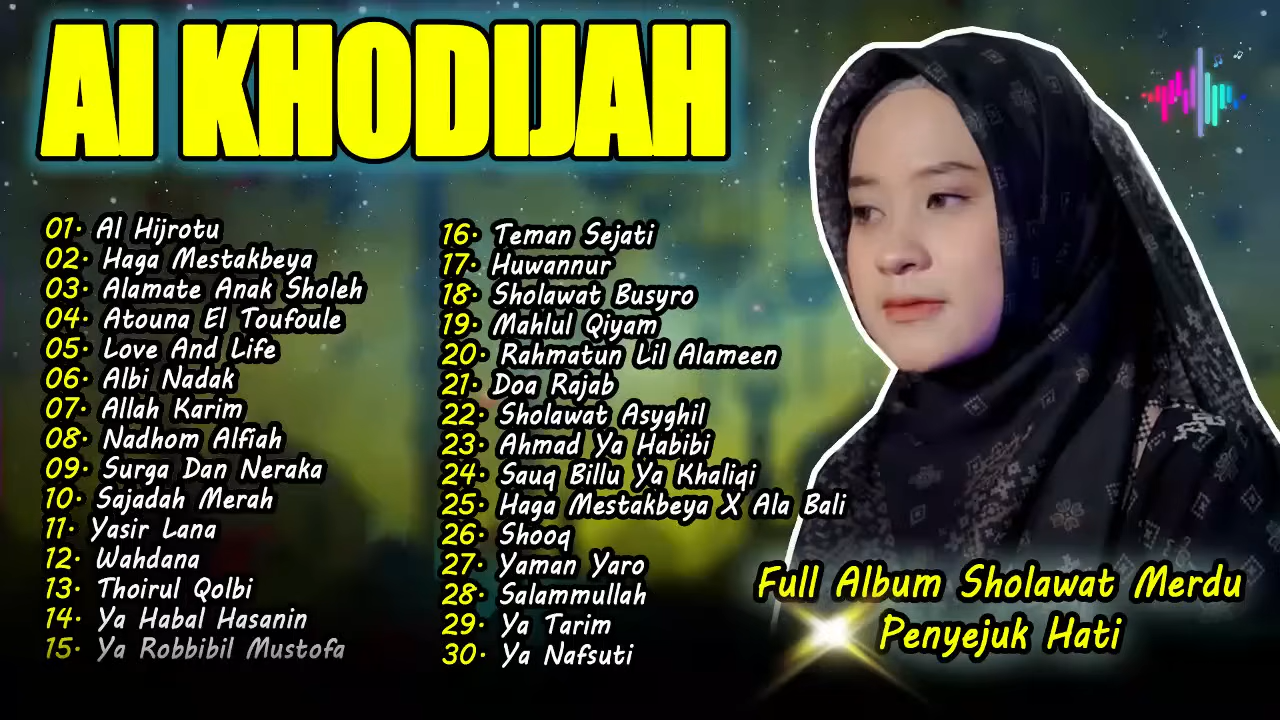 AI KHODIJAH
01. Al Hijrotu
02. Haga Mestakbeya
03. Alamate Anak Sholeh
04. Atouna El Toufoule
05. Love And Life
06. Albi Nadak
07. Allah Karim
08. Nadhom Alfiah
09. Surga Dan Neraka
10. Sajadah Merah
11. Yasir Lana
12. Wahdana
13. Thoirul Qolbi
14. Ya Habal Hasanin
15. Ya Robbibil Mustofa
16. Teman Sejati
17. Huwannur
18. Sholawat Busyro
19. Mahlul Qiyam
20. Rahmatun Lil Alameen
21. Doa Rajab
22. Sholawat Asyghil
23. Ahmad Ya Habibi
24. Sauq Billu Ya Khaliqi
25. Haga Mestakbeya X Ala Bali
26. Shooq
27. Yaman Yaro
28. Salammullah
29. Ya Tarim
30. Ya Nafsuti
Full Album Sholawat Merdu
Penyejuk Hati